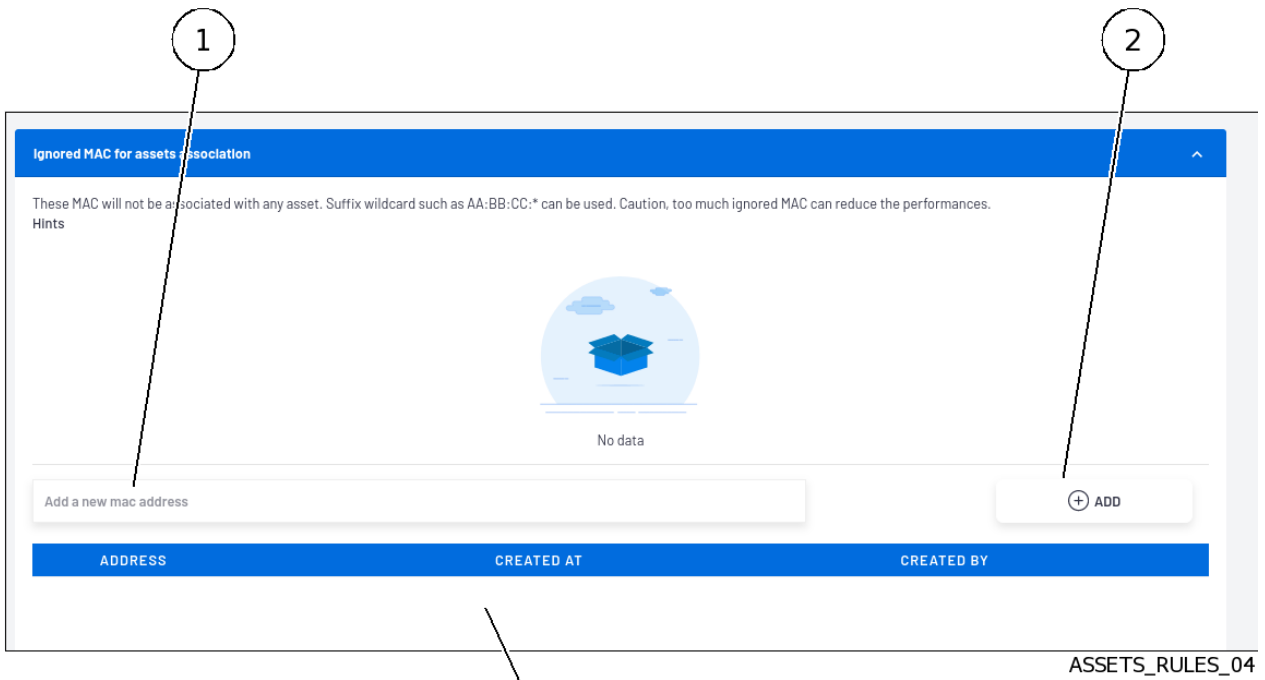 1
2
Ignored MAC for assets association
These MAC will not be associated with any asset. Suffix wildcard such as AA:BB:CC:* can be used. Caution, too much ignored MAC can reduce the performances.
Hints
No data
Add a new mac address
ADD
ADDRESS CREATED AT CREATED BY
ASSETS_RULES_04